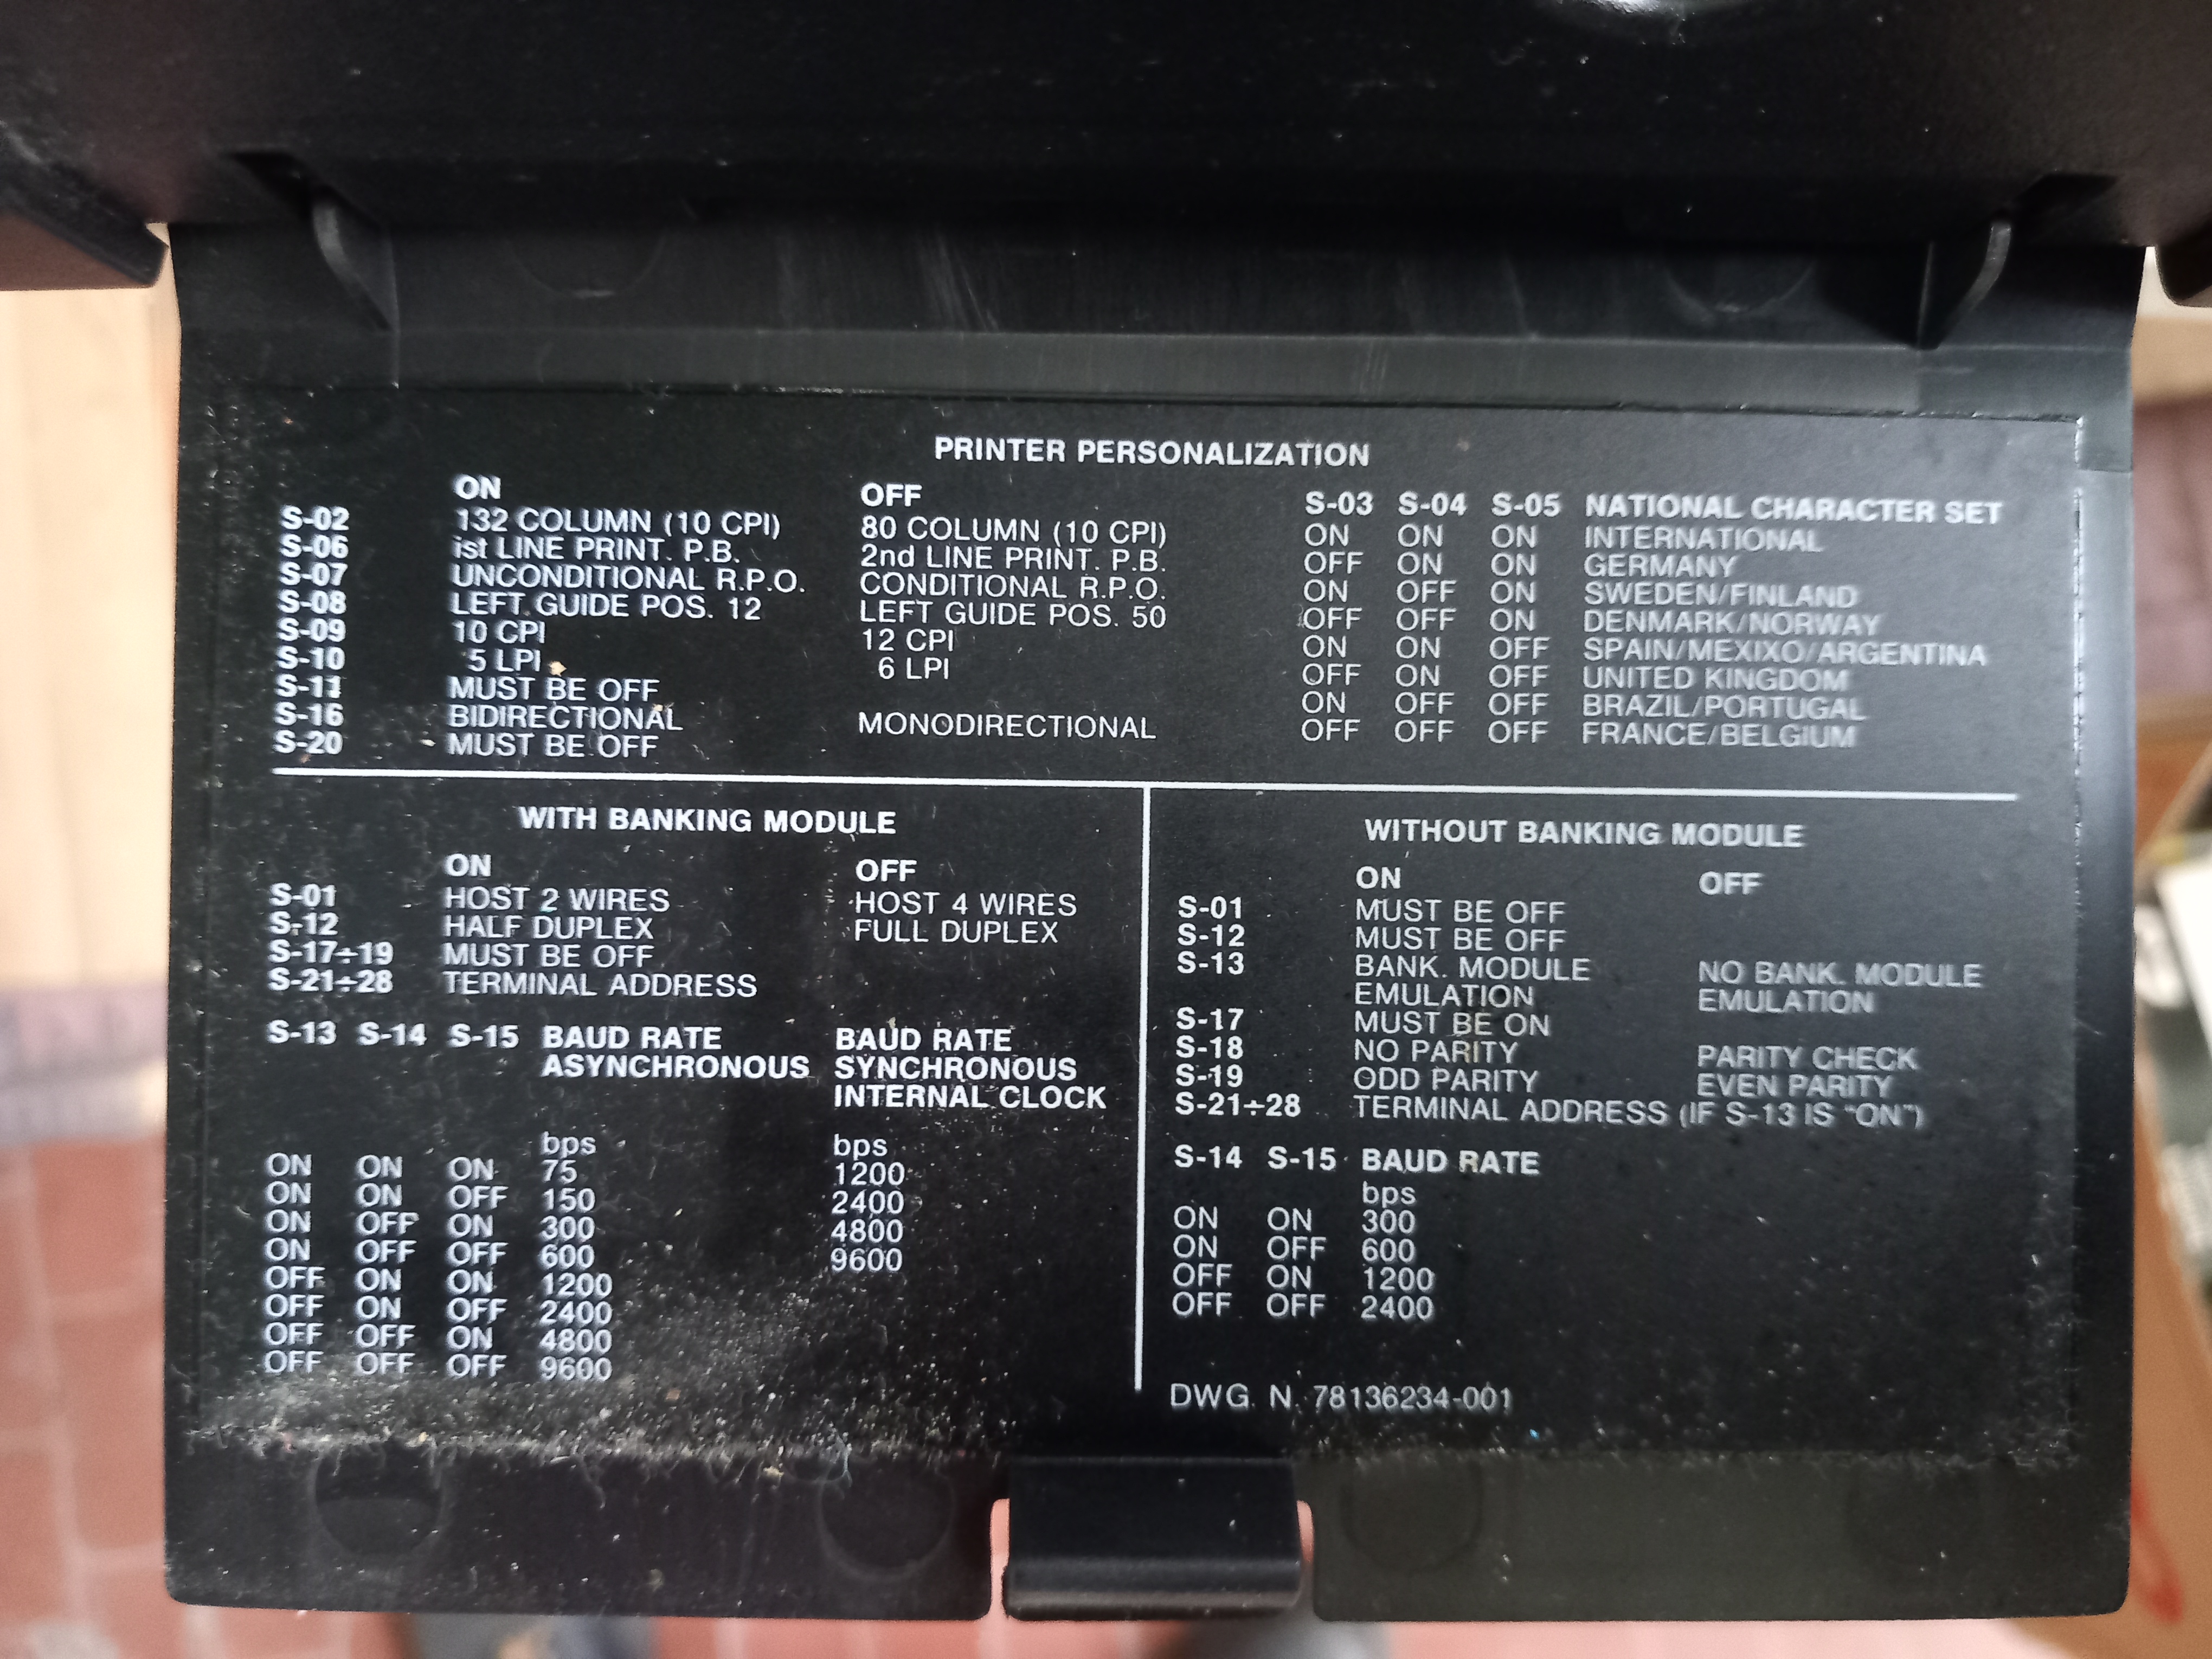 PRINTER PERSONALIZATION
ON OFF
S-02 132 COLUMN (10 CPI) 80 COLUMN (10 CPI)
S-06 ist LINE PRINT. P.B. 2nd LINE PRINT. P.B.
S-07 UNCONDITIONAL R.P.O. CONDITIONAL R.P.O.
S-08 LEFT GUIDE POS. 12 LEFT GUIDE POS. 50
S-09 10 CPI 12 CPI
S-10 5 LPI 6 LPI
S-11 MUST BE OFF
S-16 BIDIRECTIONAL MONODIRECTIONAL
S-20 MUST BE OFF
S-03 S-04 S-05 NATIONAL CHARACTER SET
ON ON ON INTERNATIONAL
OFF ON ON GERMANY
ON OFF ON SWEDEN/FINLAND
OFF OFF ON DENMARK/NORWAY
ON ON OFF SPAIN/MEXIXO/ARGENTINA
OFF ON OFF UNITED KINGDOM
ON OFF OFF BRAZIL/PORTUGAL
OFF OFF OFF FRANCE/BELGIUM
WITH BANKING MODULE
ON OFF
S-01 HOST 2 WIRES HOST 4 WIRES
S-12 HALF DUPLEX FULL DUPLEX
S-17÷19 MUST BE OFF
S-21÷28 TERMINAL ADDRESS
S-13 S-14 S-15 BAUD RATE BAUD RATE
ASYNCHRONOUS SYNCHRONOUS
INTERNAL CLOCK
bps bps
ON ON ON 75 1200
ON ON OFF 150 2400
ON OFF ON 300 4800
ON OFF OFF 600 9600
OFF ON ON 1200
OFF ON OFF 2400
OFF OFF ON 4800
OFF OFF OFF 9600
WITHOUT BANKING MODULE
ON OFF
S-01 MUST BE OFF
S-12 MUST BE OFF
S-13 BANK. MODULE NO BANK. MODULE
EMULATION EMULATION
S-17 MUST BE ON
S-18 NO PARITY PARITY CHECK
S-19 ODD PARITY EVEN PARITY
S-21÷28 TERMINAL ADDRESS (IF S-13 IS "ON")
S-14 S-15 BAUD RATE
bps
ON ON 300
ON OFF 600
OFF ON 1200
OFF OFF 2400
DWG. N. 78136234-001